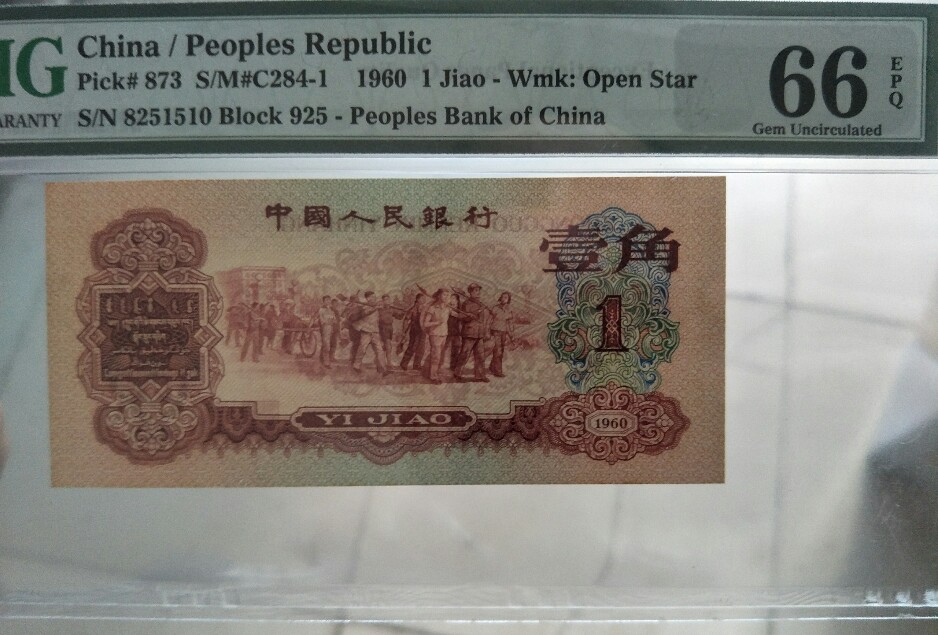 China / Peoples Republic
Pick# 873 S/M#C284-1 1960 1 Jiao - Wmk: Open Star
S/N 8251510 Block 925 - Peoples Bank of China
66
EPQ
Gem Uncirculated
中國人民銀行
壹角
1
YI JIAO
1960